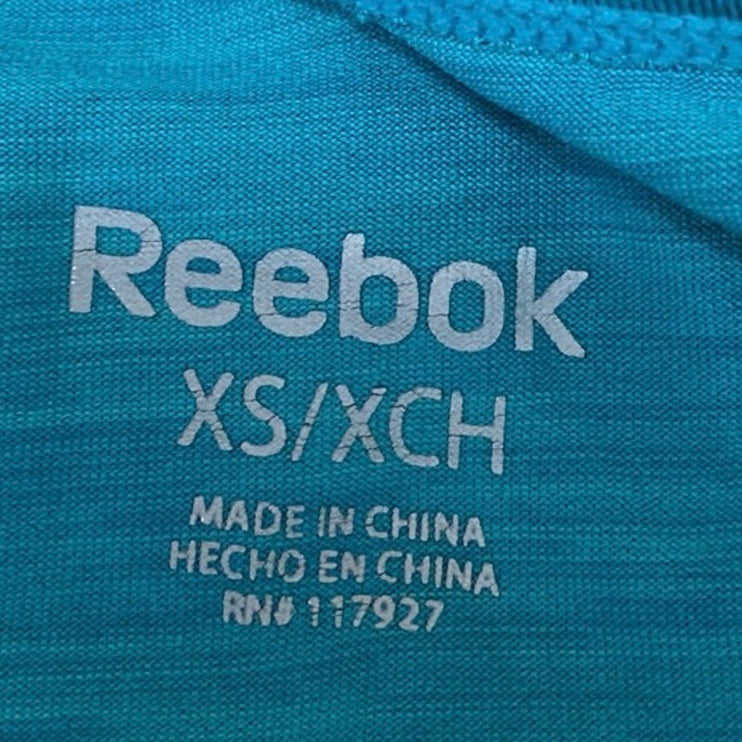 Reebok
XS/XCH
MADE IN CHINA
HECHO EN CHINA
RN# 117927